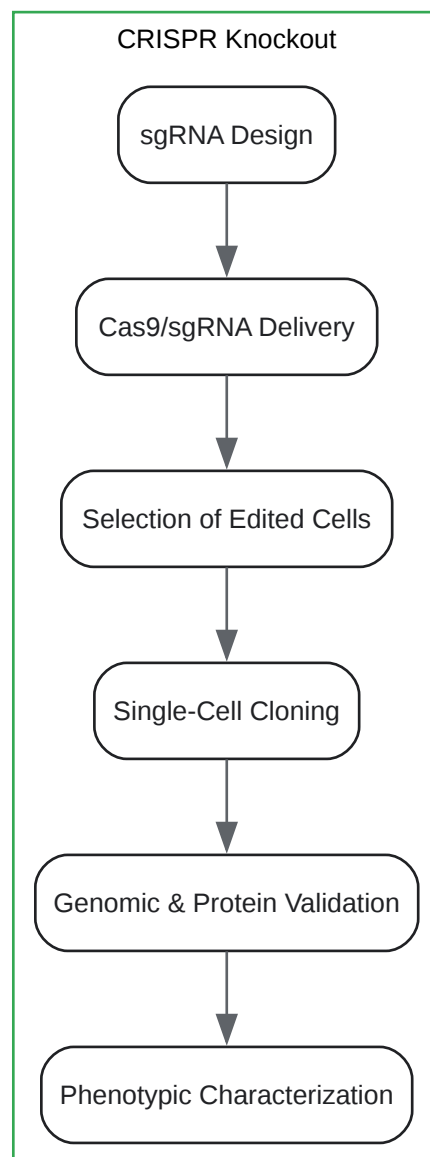 CRISPR Knockout
sgRNA Design
Cas9/sgRNA Delivery
Selection of Edited Cells
Single-Cell Cloning
Genomic & Protein Validation
Phenotypic Characterization